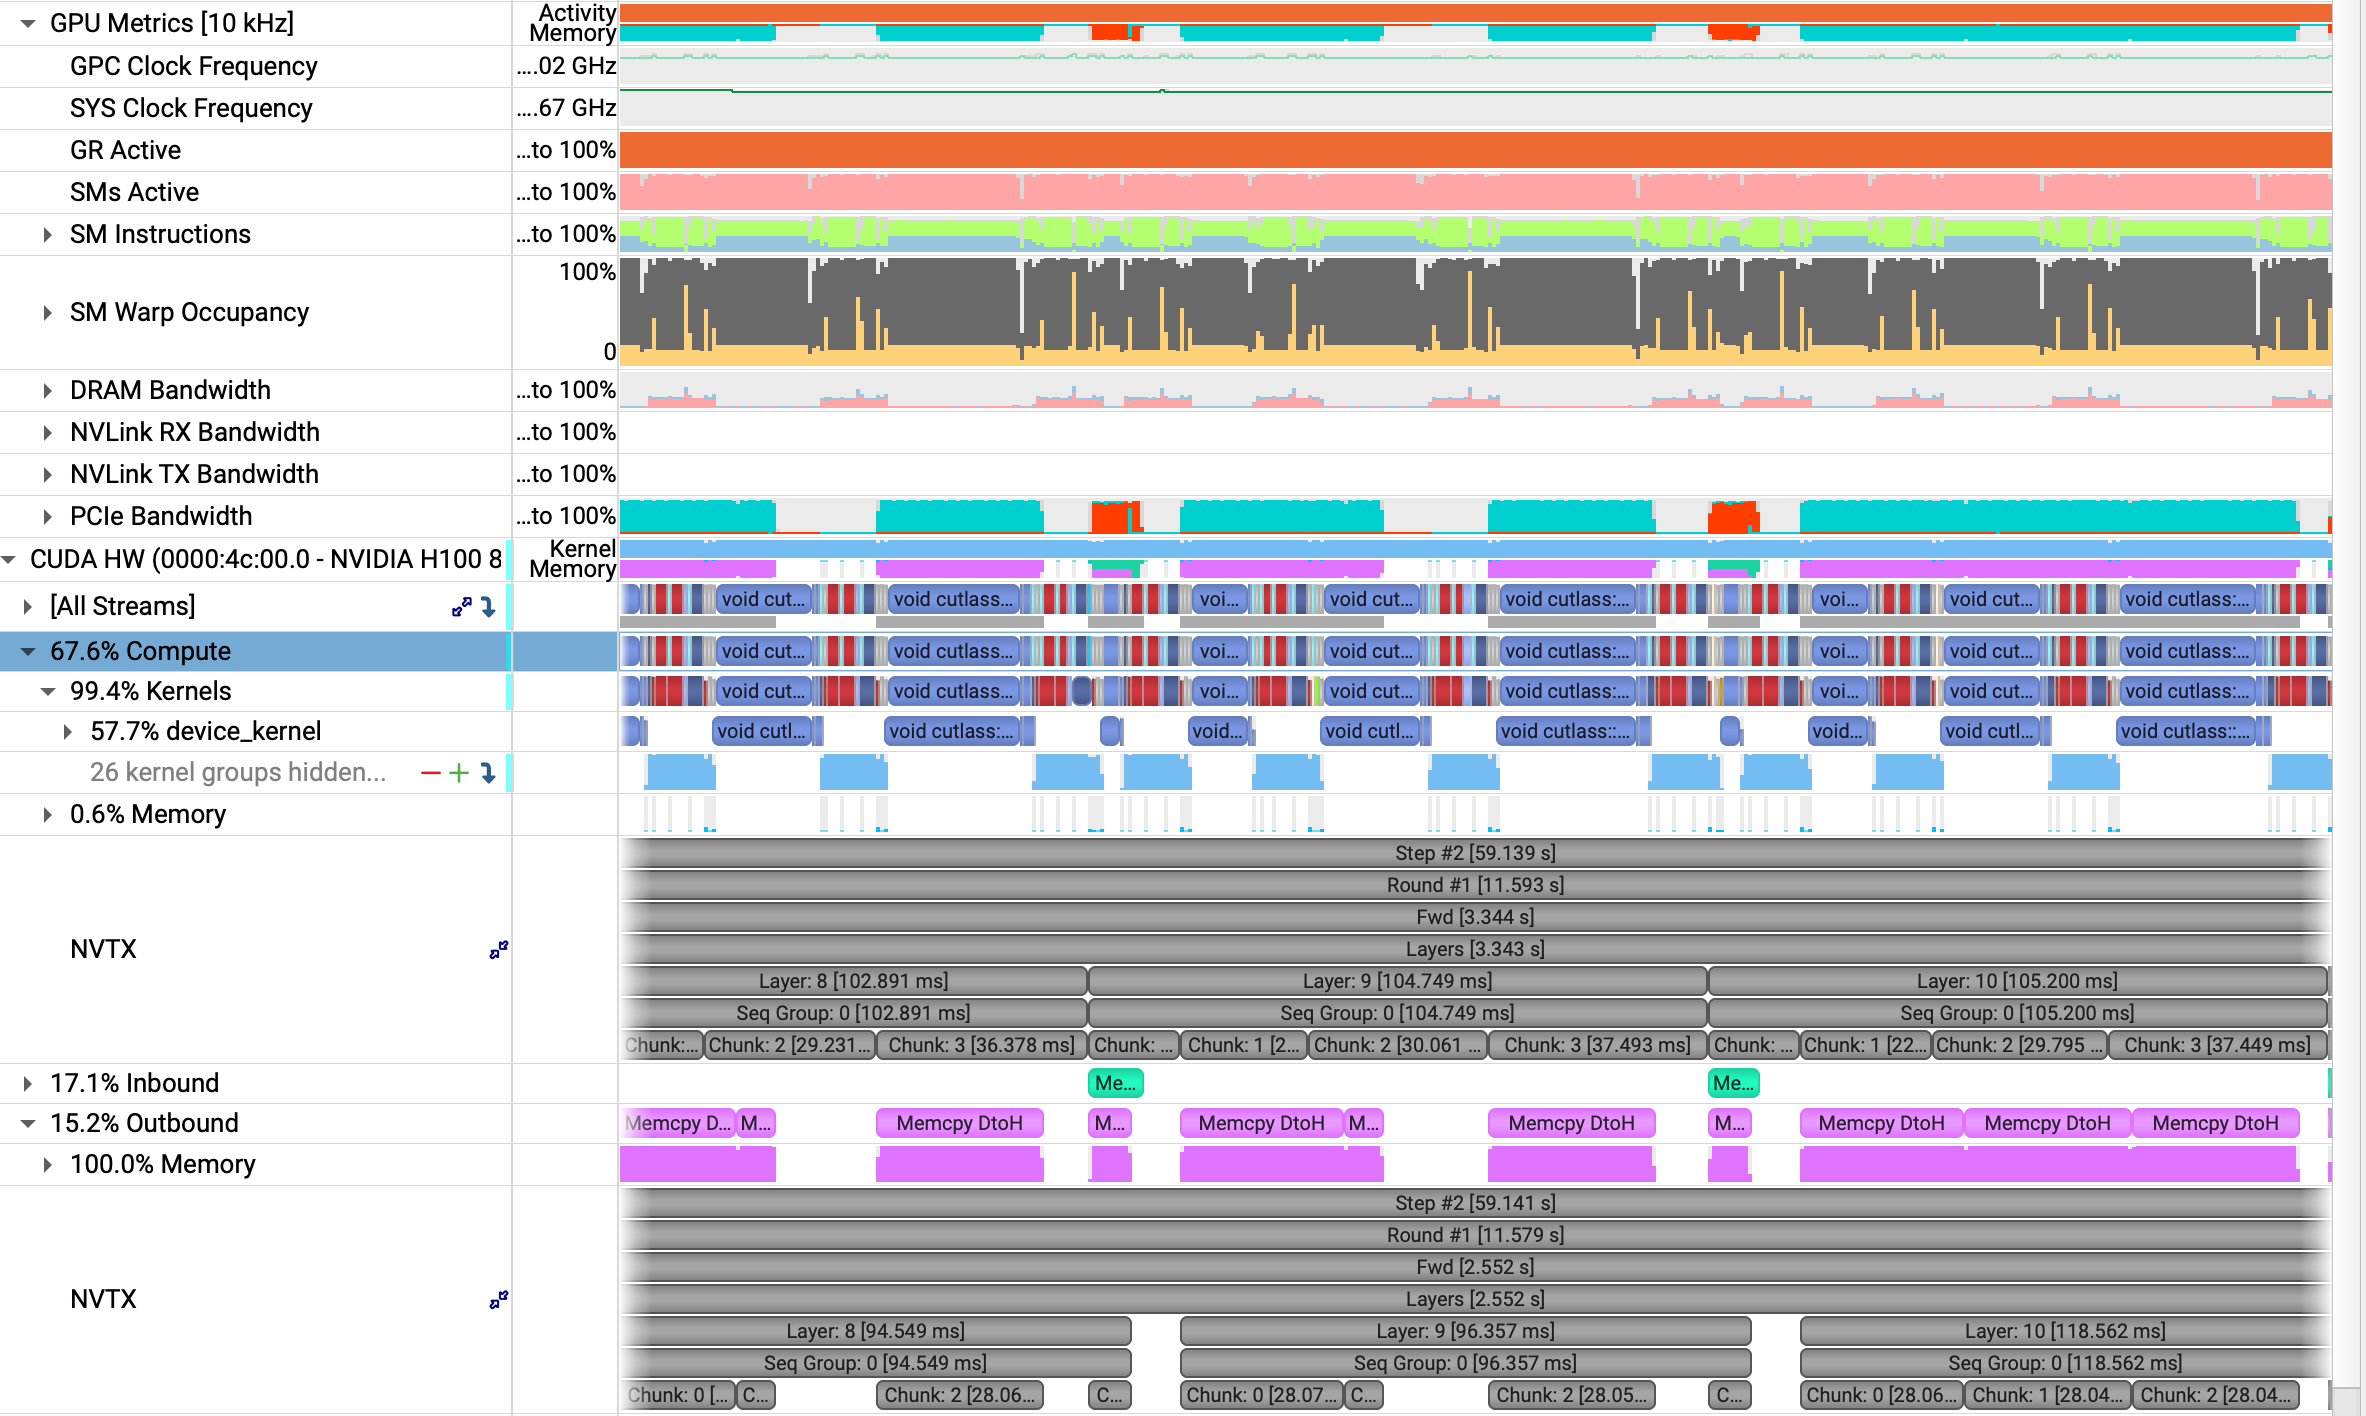 GPU Metrics [10 kHz] Activity Memory
GPC Clock Frequency ....02 GHz
SYS Clock Frequency ....67 GHz
GR Active ...to 100%
SMs Active ...to 100%
SM Instructions ...to 100%
SM Warp Occupancy 100% 0
DRAM Bandwidth ...to 100%
NVLink RX Bandwidth ...to 100%
NVLink TX Bandwidth ...to 100%
PCIe Bandwidth ...to 100%
CUDA HW (0000:4c:00.0 - NVIDIA H100 8 Kernel Memory
[All Streams] void cut... void cutlass... voi... void cut... void cutlass:... voi... void cut... void cutlass:...
67.6% Compute void cut... void cutlass... voi... void cut... void cutlass:... voi... void cut... void cutlass:...
99.4% Kernels void cut... void cutlass... voi... void cut... void cutlass:... voi... void cut... void cutlass:...
57.7% device_kernel void cutl... void cutlass:... void... void cutl... void cutlass::... void... void cutl... void cutlass::...
26 kernel groups hidden...
0.6% Memory
Step #2 [59.139 s]
Round #1 [11.593 s]
Fwd [3.344 s]
NVTX Layers [3.343 s]
Layer: 8 [102.891 ms] Layer: 9 [104.749 ms] Layer: 10 [105.200 ms]
Seq Group: 0 [102.891 ms] Seq Group: 0 [104.749 ms] Seq Group: 0 [105.200 ms]
Chunk:... Chunk: 2 [29.231... Chunk: 3 [36.378 ms] Chunk: ... Chunk: 1 [2... Chunk: 2 [30.061 ... Chunk: 3 [37.493 ms] Chunk: ... Chunk: 1 [22... Chunk: 2 [29.795 ... Chunk: 3 [37.449 ms]
17.1% Inbound Me... Me...
15.2% Outbound Memcpy D... M... Memcpy DtoH M... Memcpy DtoH M... Memcpy DtoH M... Memcpy DtoH Memcpy DtoH Memcpy DtoH
100.0% Memory
Step #2 [59.141 s]
Round #1 [11.579 s]
Fwd [2.552 s]
NVTX Layers [2.552 s]
Layer: 8 [94.549 ms] Layer: 9 [96.357 ms] Layer: 10 [118.562 ms]
Seq Group: 0 [94.549 ms] Seq Group: 0 [96.357 ms] Seq Group: 0 [118.562 ms]
Chunk: 0 [... C... Chunk: 2 [28.06... C... Chunk: 0 [28.07... C... Chunk: 2 [28.05... C... Chunk: 0 [28.06... Chunk: 1 [28.04... Chunk: 2 [28.04...